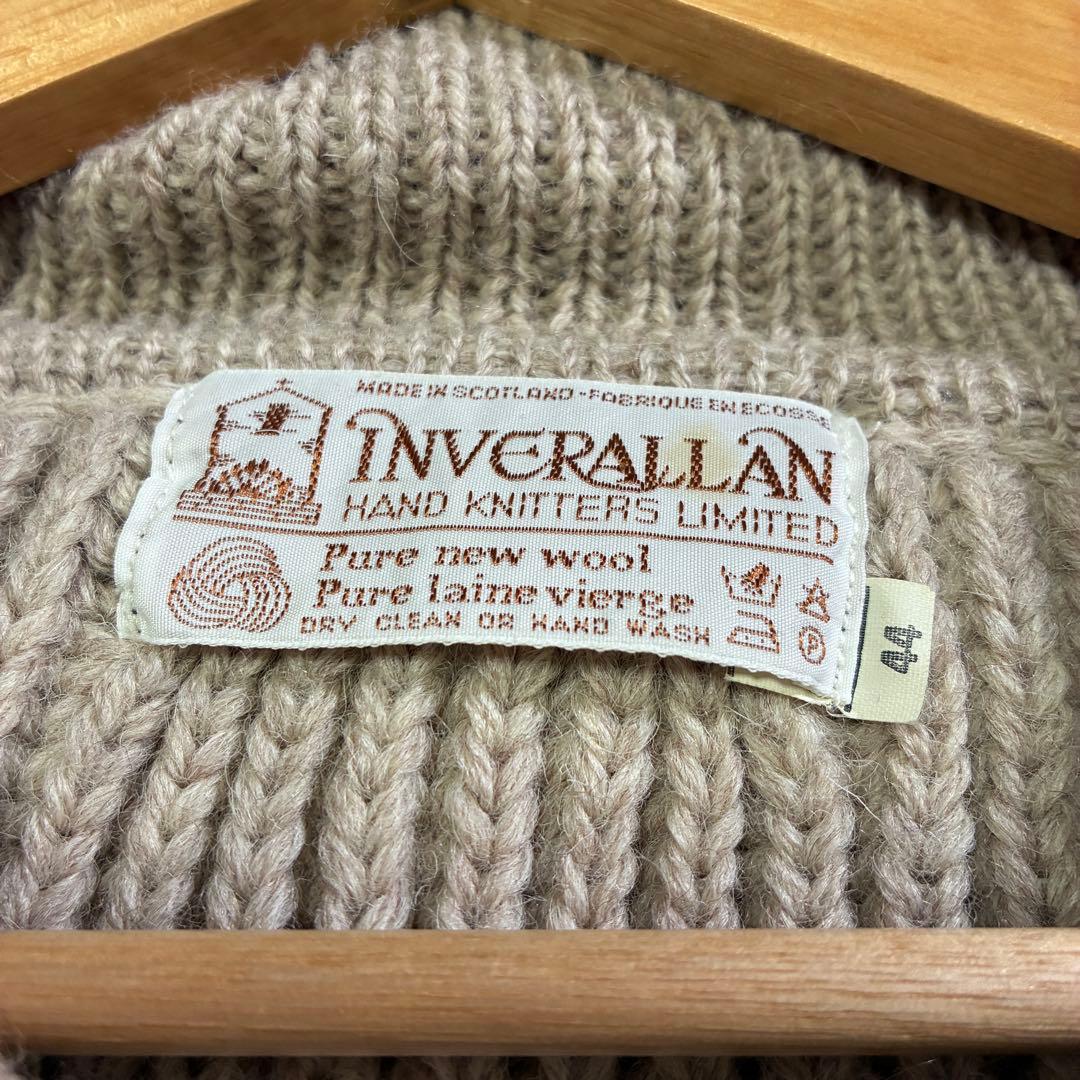 MADE IN SCOTLAND - FABRIQUE EN ECOSSE
INVERALLAN
HAND KNITTERS LIMITED
Pure new wool
Pure laine vierge
DRY CLEAN OR HAND WASH
P
44